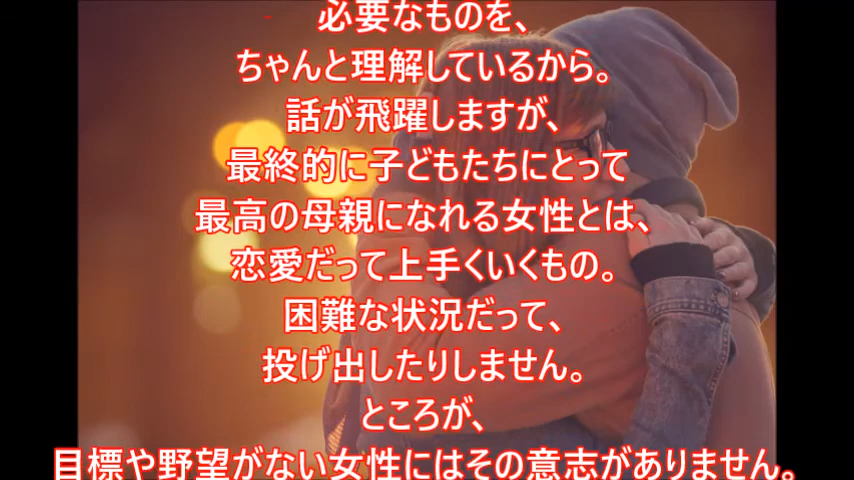 必要なものを、
ちゃんと理解しているから。
話が飛躍しますが、
最終的に子どもたちにとって
最高の母親になれる女性とは、
恋愛だって上手くいくもの。
困難な状況だって、
投げ出したりしません。
ところが、
目標や野望がない女性にはその意志がありません。